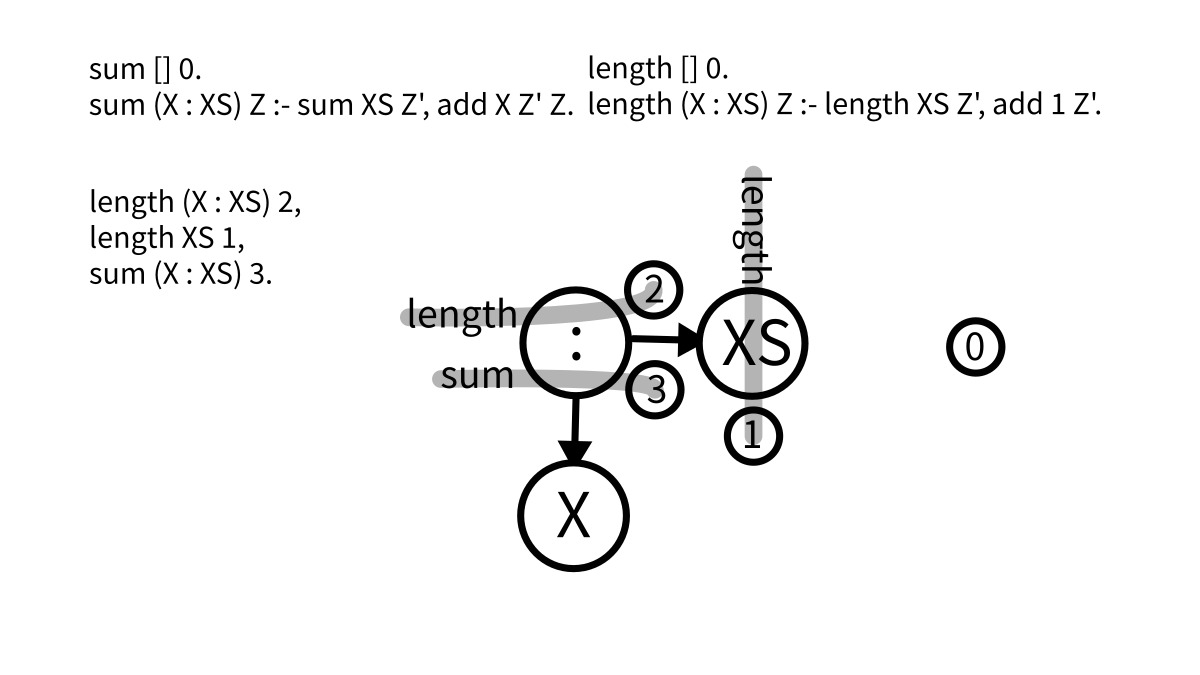 sum [] 0.
sum (X : XS) Z :- sum XS Z', add X Z' Z.
length [] 0.
length (X : XS) Z :- length XS Z', add 1 Z'.
length (X : XS) 2,
length XS 1,
sum (X : XS) 3.
length
2
length
:
XS
0
sum
3
1
X